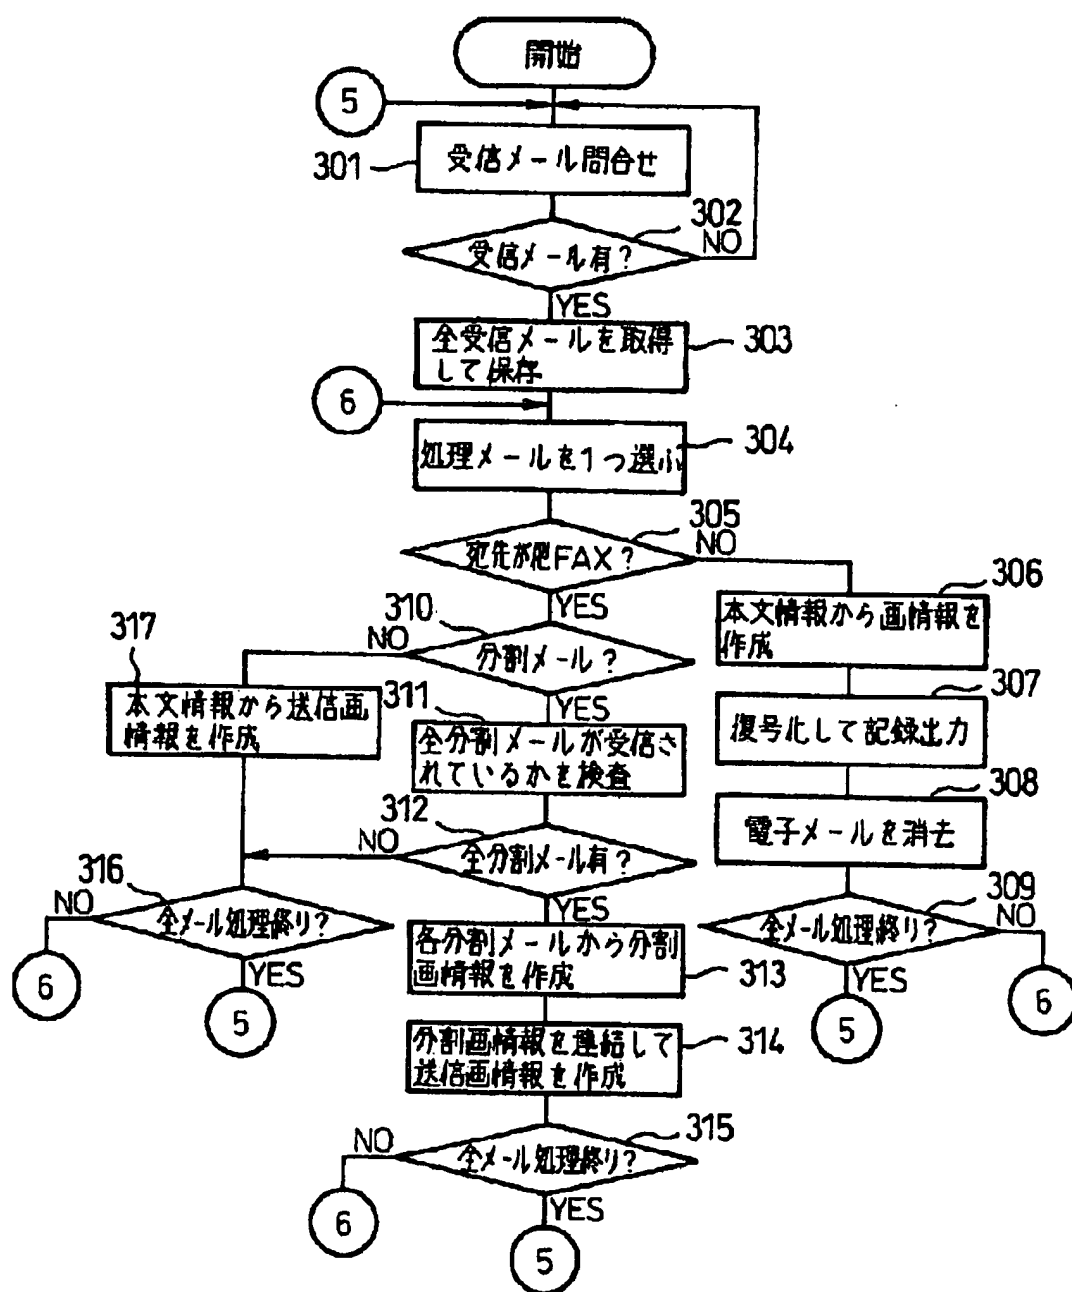 開始
5
301
受信メール問合せ
302
受信メール有?
NO
YES
全受信メールを取得
して保存
303
6
処理メールを1つ選ぶ
304
305
宛先が他FAX?
NO
YES
306
本文情報から画情報を
作成
307
復号化して記録出力
308
電子メールを消去
309
全メール処理終り?
NO
6
YES
5
310
分割メール?
NO
YES
317
本文情報から送信画
情報を作成
311
全分割メールが受信さ
れているかを検査
312
全分割メール有?
NO
YES
316
全メール処理終り?
NO
6
YES
5
各分割メールから分割
画情報を作成
313
分割画情報を連結して
送信画情報を作成
314
315
全メール処理終り?
NO
6
YES
5